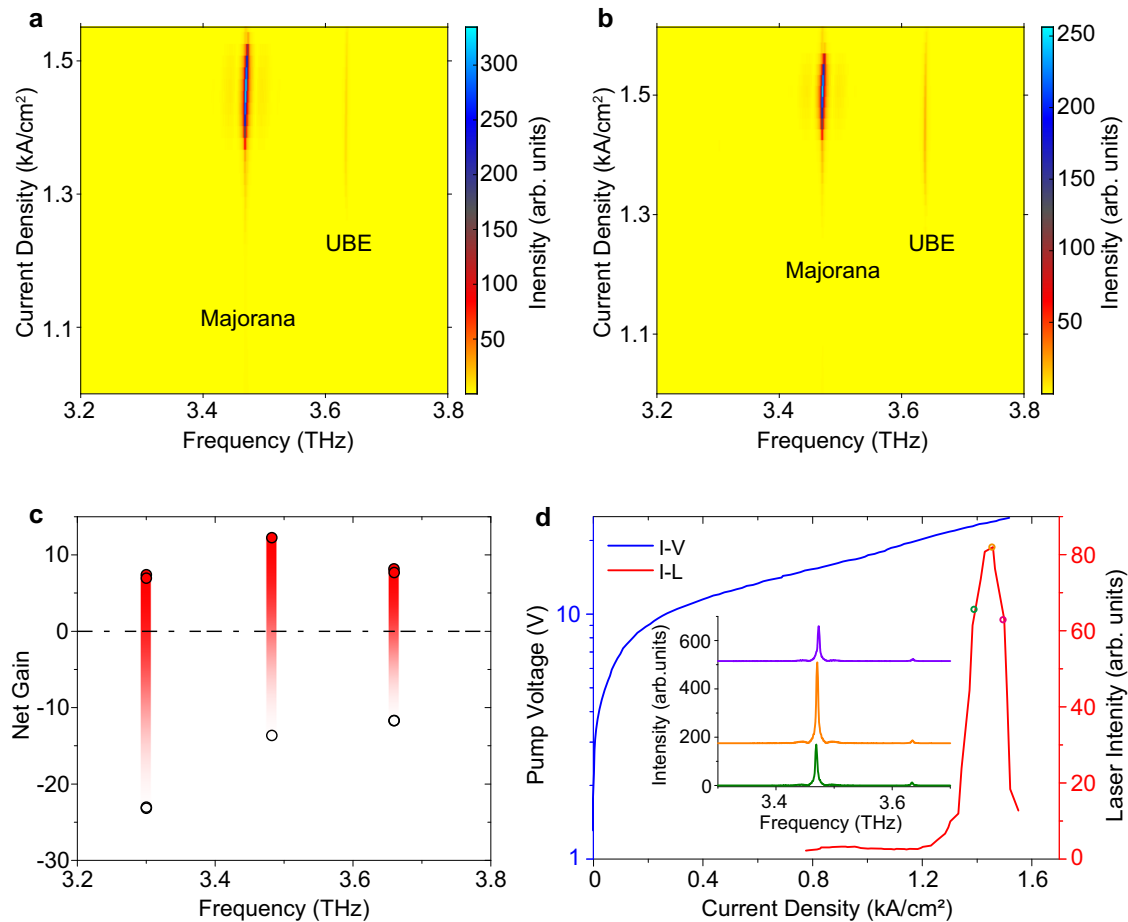 a
Current Density (kA/cm²)
1.5
1.3
1.1
3.2 3.4 3.6 3.8
Frequency (THz)
Majorana
UBE
300
250
200
150
100
50
Inensity (arb. units)
b
Current Density (kA/cm²)
1.5
1.3
1.1
3.2 3.4 3.6 3.8
Frequency (THz)
Majorana
UBE
250
200
150
100
50
Inensity (arb. units)
c
Net Gain
10
0
-10
-20
-30
3.2 3.4 3.6 3.8
Frequency (THz)
d
Pump Voltage (V)
10
1
I-V
I-L
0 0.4 0.8 1.2 1.6
Current Density (kA/cm²)
80
60
40
20
0
Laser Intensity (arb. units)
Intensity (arb.units)
600
400
200
0
3.4 3.6
Frequency (THz)